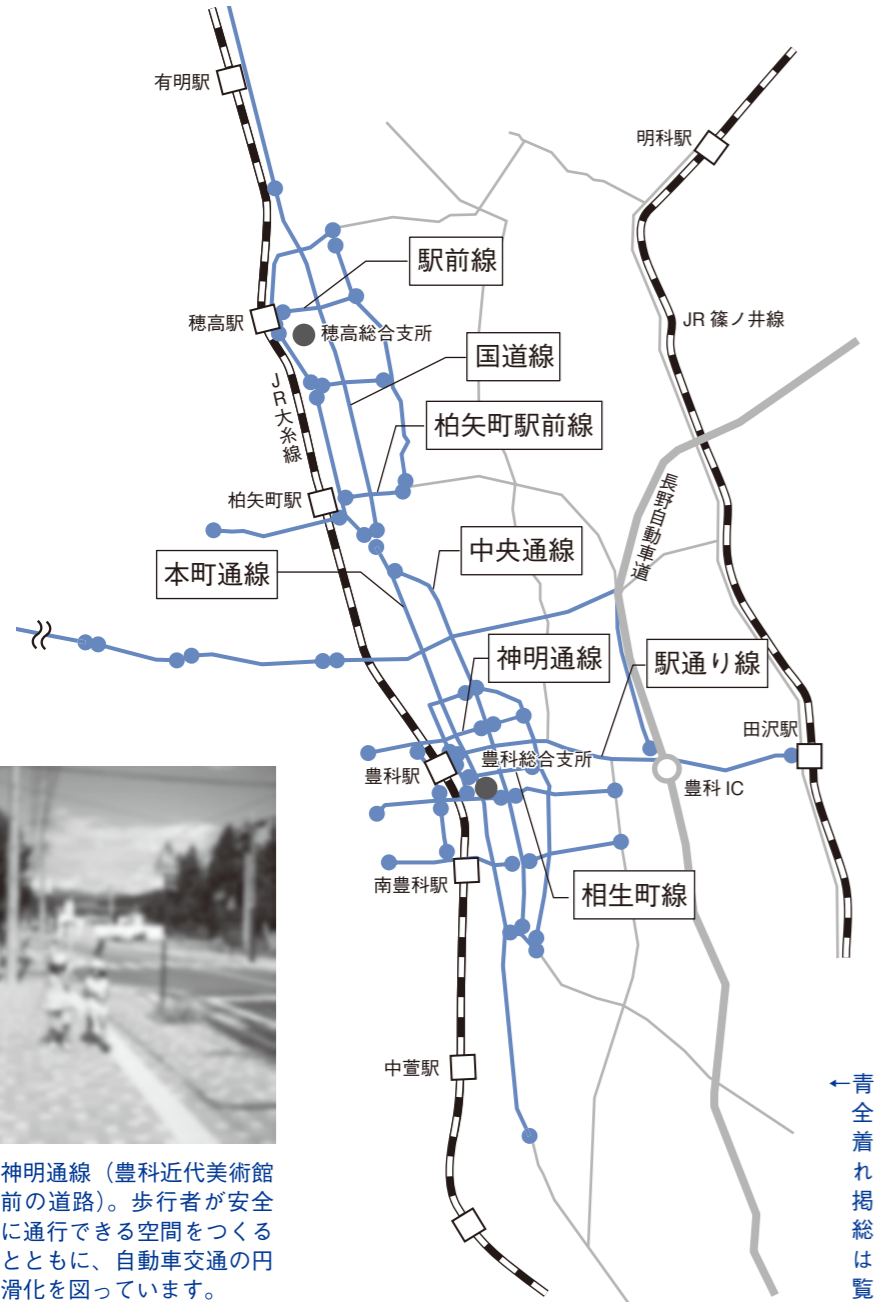 有明駅
明科駅
駅前線
穂高駅
穂高総合支所
JR 篠ノ井線
国道線
JR大糸線
柏矢町駅前線
長野自動車道
柏矢町駅
中央通線
本町通線
神明通線
駅通り線
田沢駅
豊科駅
豊科総合支所
豊科 IC
南豊科駅
相生町線
中萱駅
←青
全
着
れ
掲
総
は
覧
神明通線（豊科近代美術館
前の道路）。歩行者が安全
に通行できる空間をつくる
とともに、自動車交通の円
滑化を図っています。